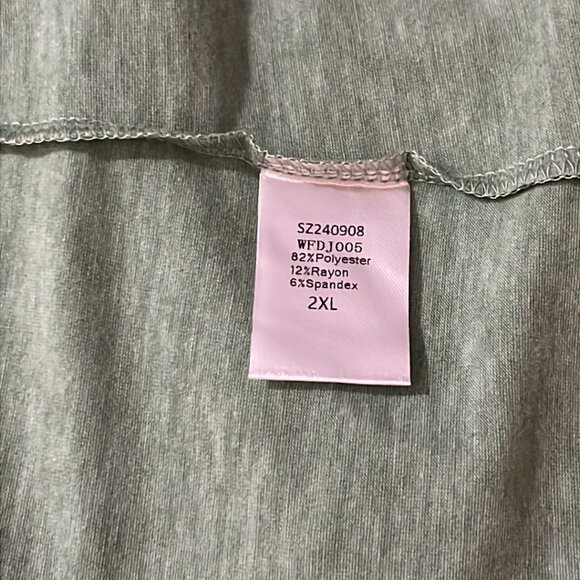 SZ240908
WFDJ005
82%Polyester
12%Rayon
6%Spandex
2XL